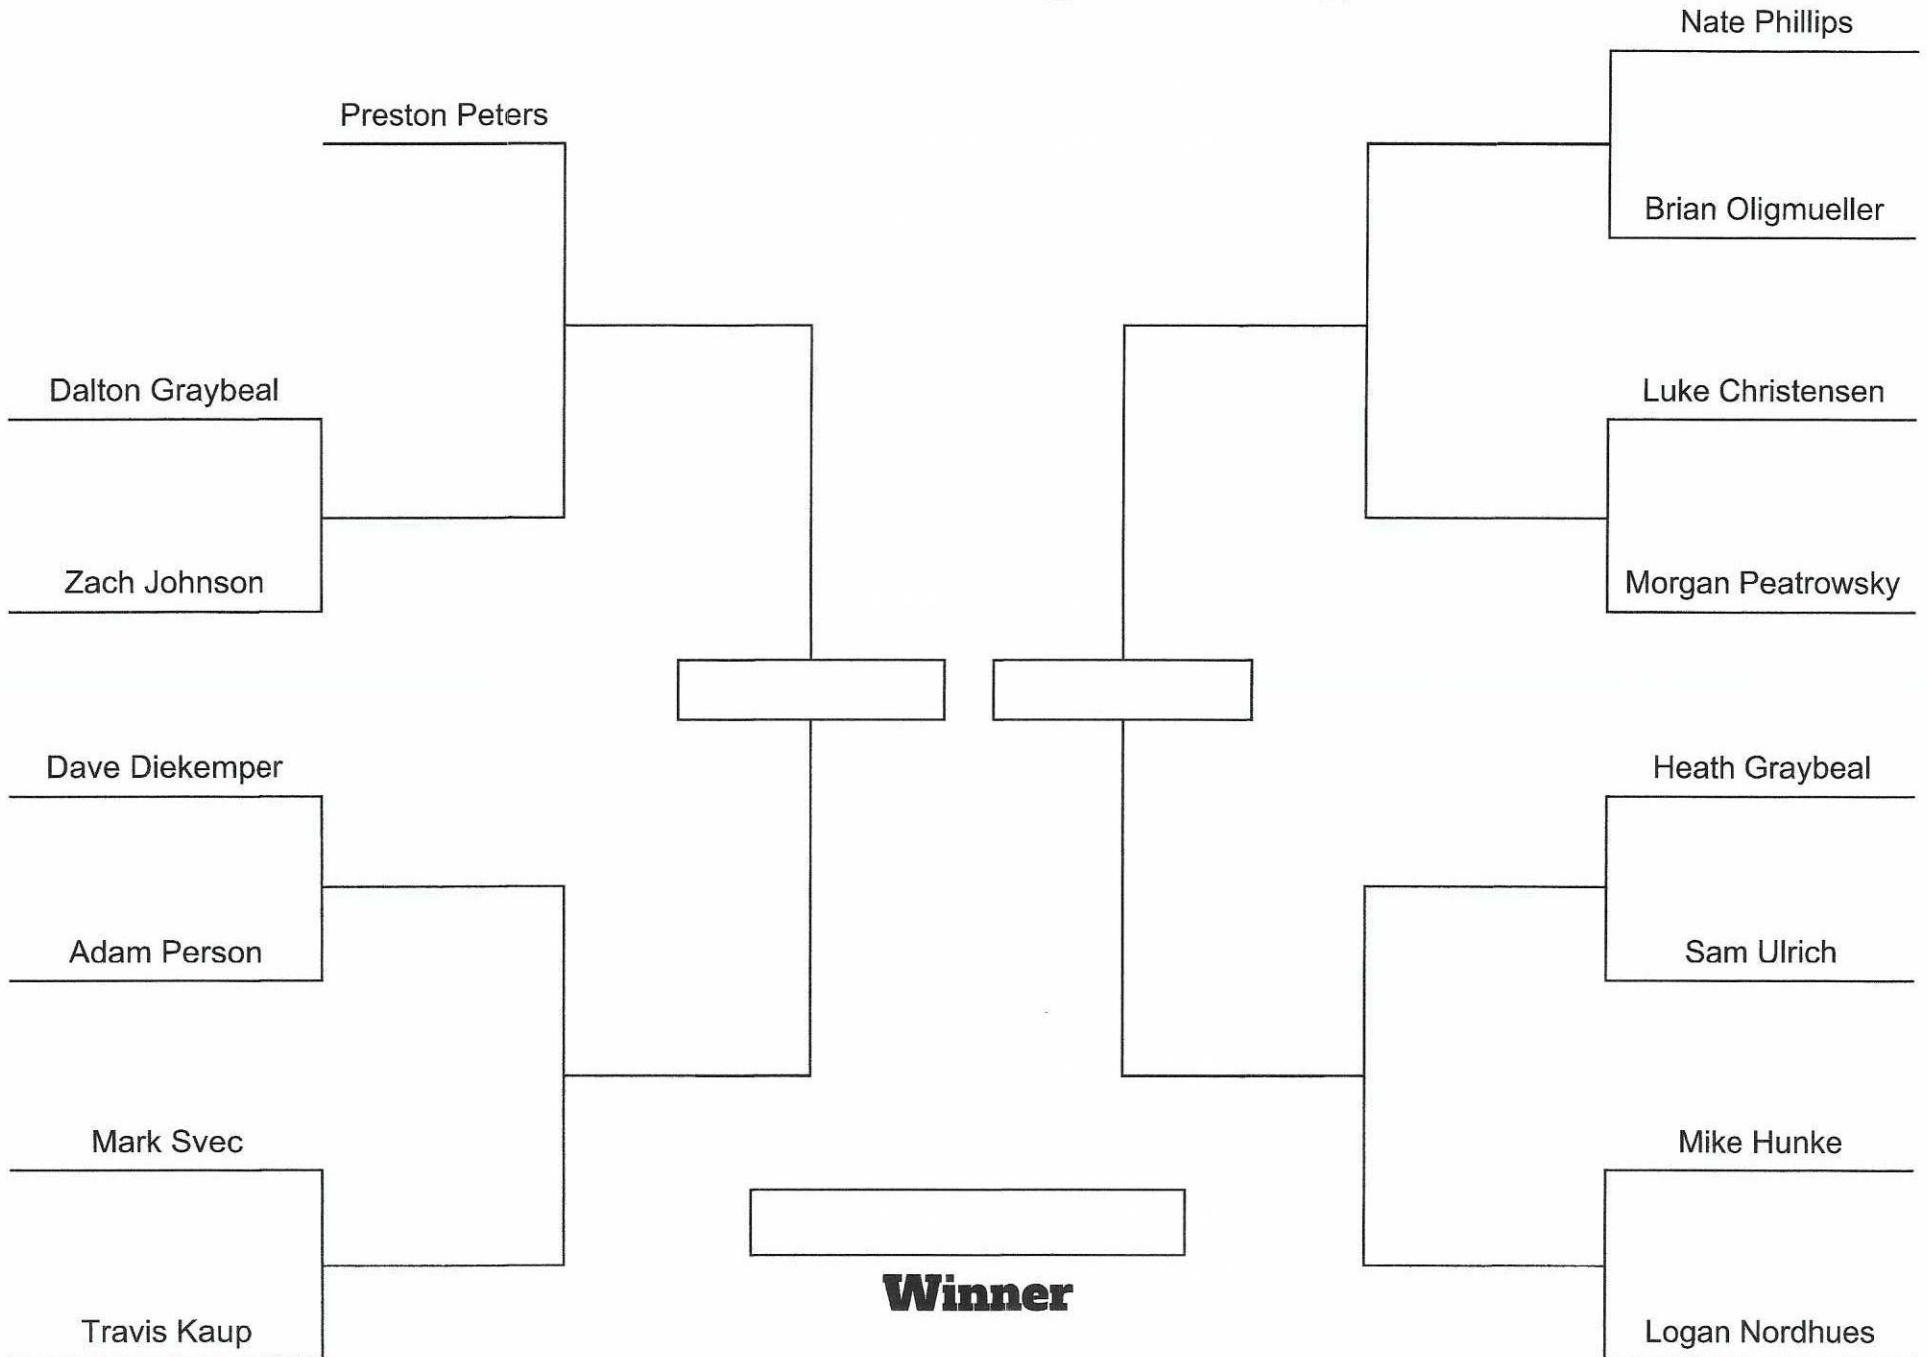 Nate Phillips
Preston Peters
Brian Oligmueller
Dalton Graybeal
Luke Christensen
Zach Johnson
Morgan Peatrowsky
Dave Diekemper
Heath Graybeal
Adam Person
Sam Ulrich
Mark Svec
Mike Hunke
Winner
Travis Kaup
Logan Nordhues